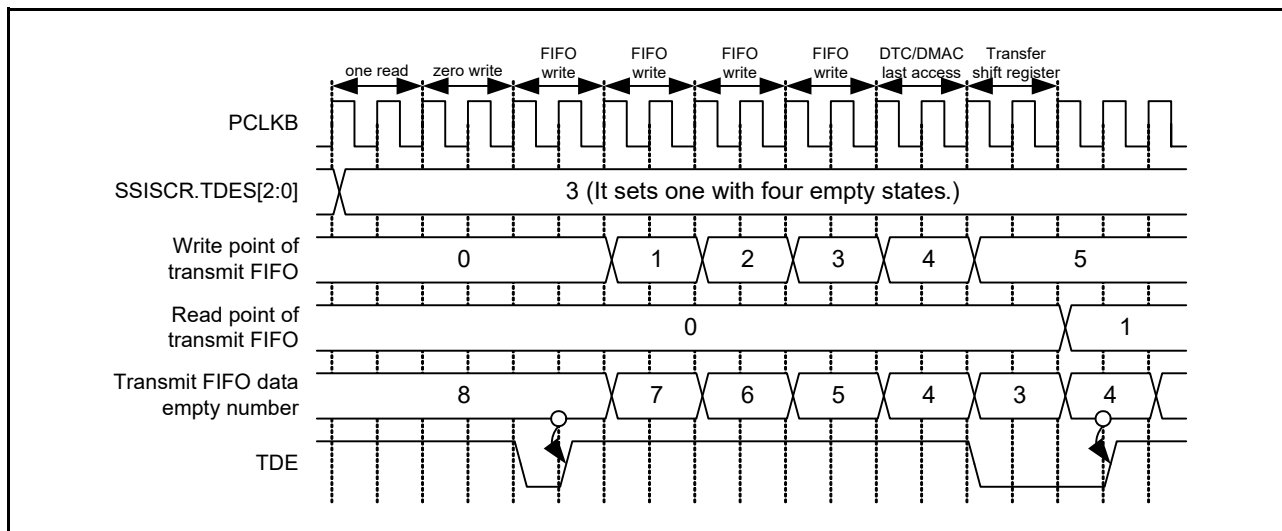 one read
zero write
FIFO
write
FIFO
write
FIFO
write
FIFO
write
DTC/DMAC
last access
Transfer
shift register
PCLKB
SSISCR.TDES[2:0]
3 (It sets one with four empty states.)
Write point of
transmit FIFO
0
1
2
3
4
5
Read point of
transmit FIFO
0
1
Transmit FIFO data
empty number
8
7
6
5
4
3
4
TDE